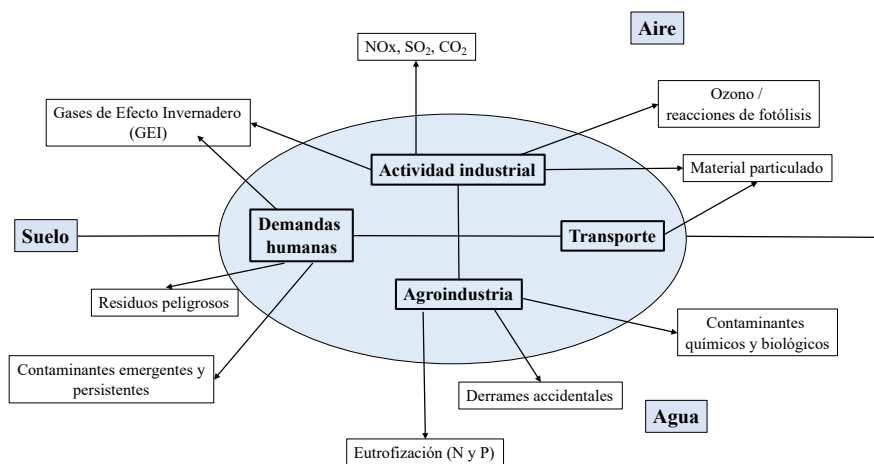 Aire
NOx, SO₂, CO₂
Ozono /
reacciones de fotólisis
Gases de Efecto Invernadero
(GEI)
Actividad industrial
Material particulado
Suelo
Demandas
humanas
Transporte
Residuos peligrosos
Agroindustria
Contaminantes
químicos y biológicos
Contaminantes emergentes y
persistentes
Derrames accidentales
Agua
Eutrofización (N y P)